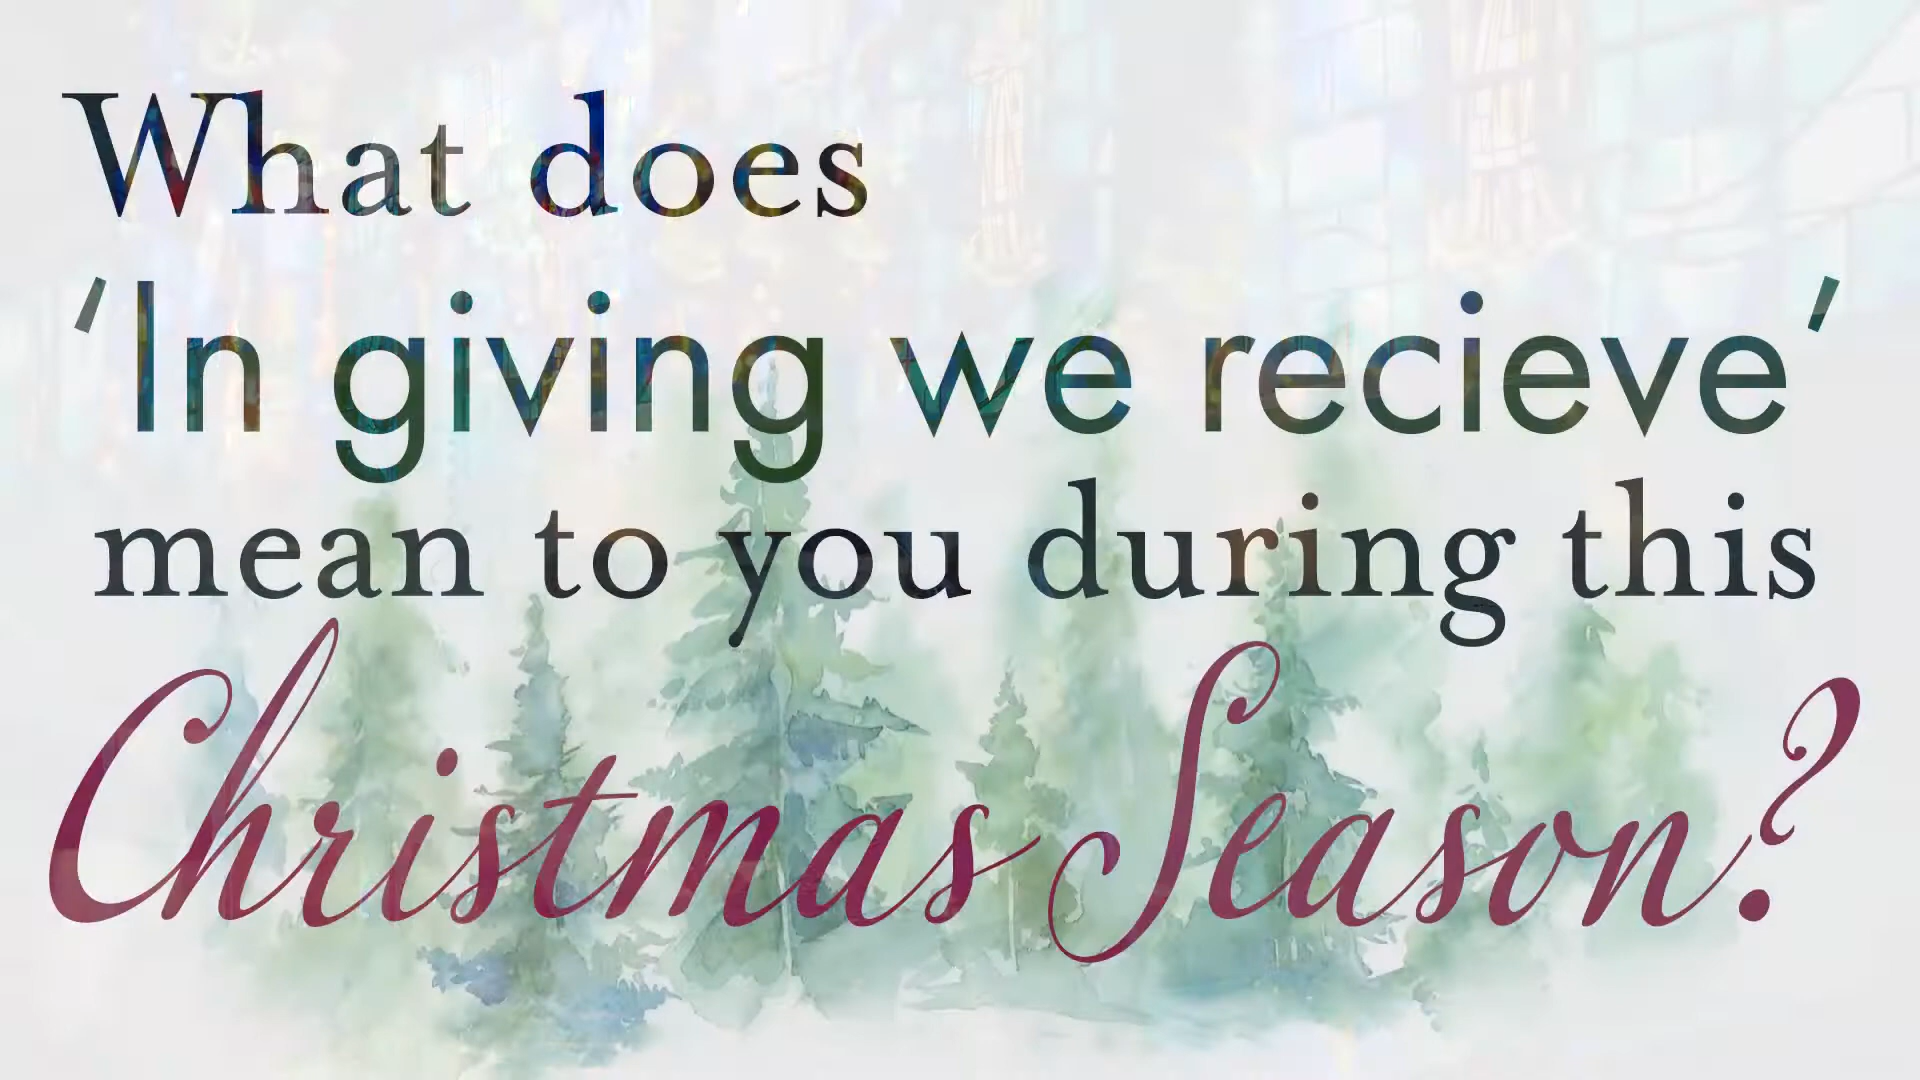 What does
‘In giving we recieve’
mean to you during this
Christmas Season?